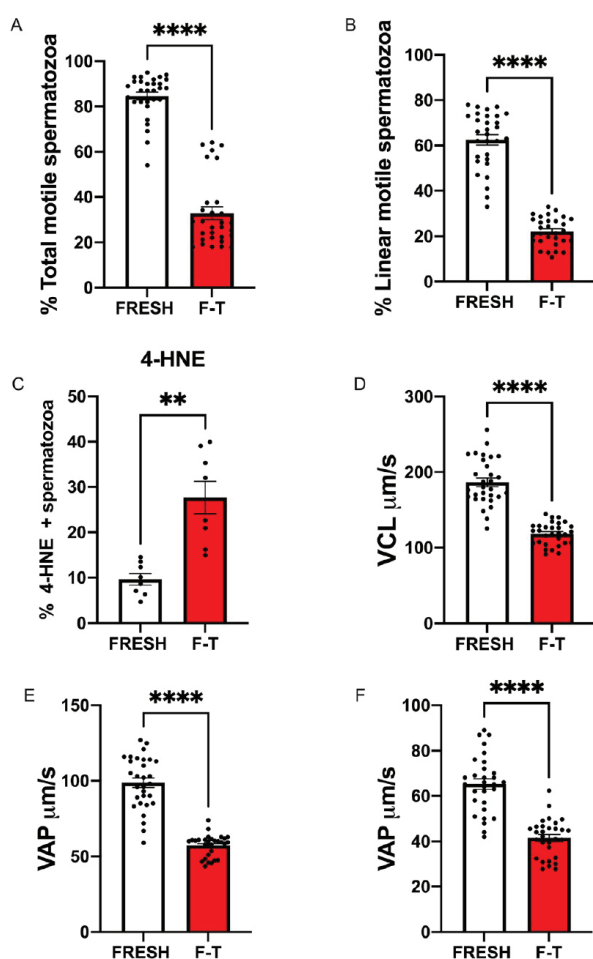 A
****
% Total motile spermatozoa
100
80
60
40
20
0
FRESH
F-T
B
****
% Linear motile spermatozoa
100
80
60
40
20
0
FRESH
F-T
4-HNE
C
**
% 4-HNE + spermatozoa
50
40
30
20
10
0
FRESH
F-T
D
****
VCL μm/s
300
200
100
0
FRESH
F-T
E
****
VAP μm/s
150
100
50
0
FRESH
F-T
F
****
VAP μm/s
100
80
60
40
20
0
FRESH
F-T